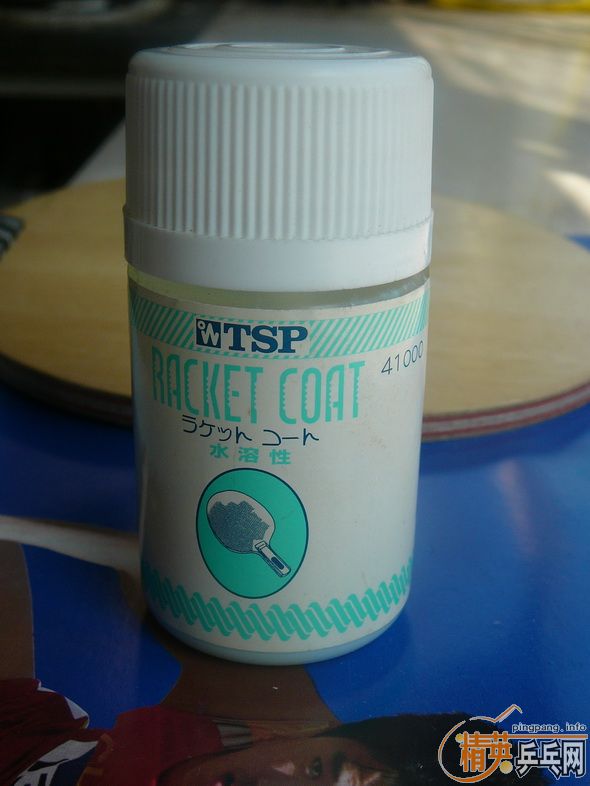 TSP
RACKET COAT
41000
ラケット コート
水溶性
pingpang.info
精英乒乓网